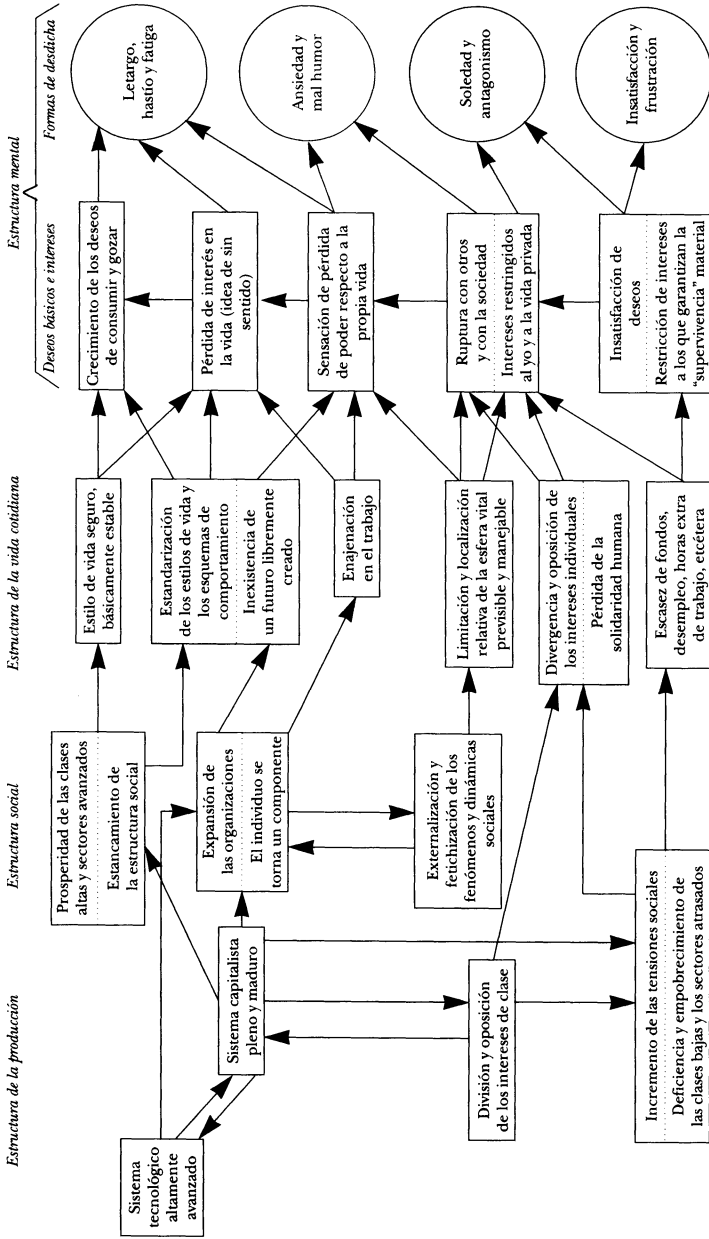 Estructura de la producción
Estructura social
Estructura de la vida cotidiana
Estructura mental
Deseos básicos e intereses
Formas de desdicha
Sistema
tecnológico
altamente
avanzado
Sistema capitalista
pleno y maduro
División y oposición
de los intereses de clase
Prosperidad de las clases
altas y sectores avanzados
Estancamiento de
la estructura social
Expansión de
las organizaciones
El individuo se
torna un componente
Externalización y
fetichización de los
fenómenos y dinámicas
sociales
Incremento de las tensiones sociales
Deficiencia y empobrecimiento de
las clases bajas y los sectores atrasados
Estilo de vida seguro,
básicamente estable
Estandarización
de los estilos de vida y
los esquemas de
comportamiento
Inexistencia de
un futuro libremente
creado
Enajenación
en el trabajo
Limitación y localización
relativa de la esfera vital
previsible y manejable
Divergencia y oposición de
los intereses individuales
Pérdida de la
solidaridad humana
Escasez de fondos,
desempleo, horas extra
de trabajo, etcétera
Crecimiento de los deseos
de consumir y gozar
Pérdida de interés en
la vida (idea de sin
sentido)
Sensación de pérdida
de poder respecto a la
propia vida
Ruptura con otros
y con la sociedad
Intereses restringidos
al yo y a la vida privada
Insatisfacción de
deseos
Restricción de intereses
a los que garantizan la
“supervivencia” material
Letargo,
hastío y fatiga
Ansiedad y
mal humor
Soledad y
antagonismo
Insatisfacción y
frustración